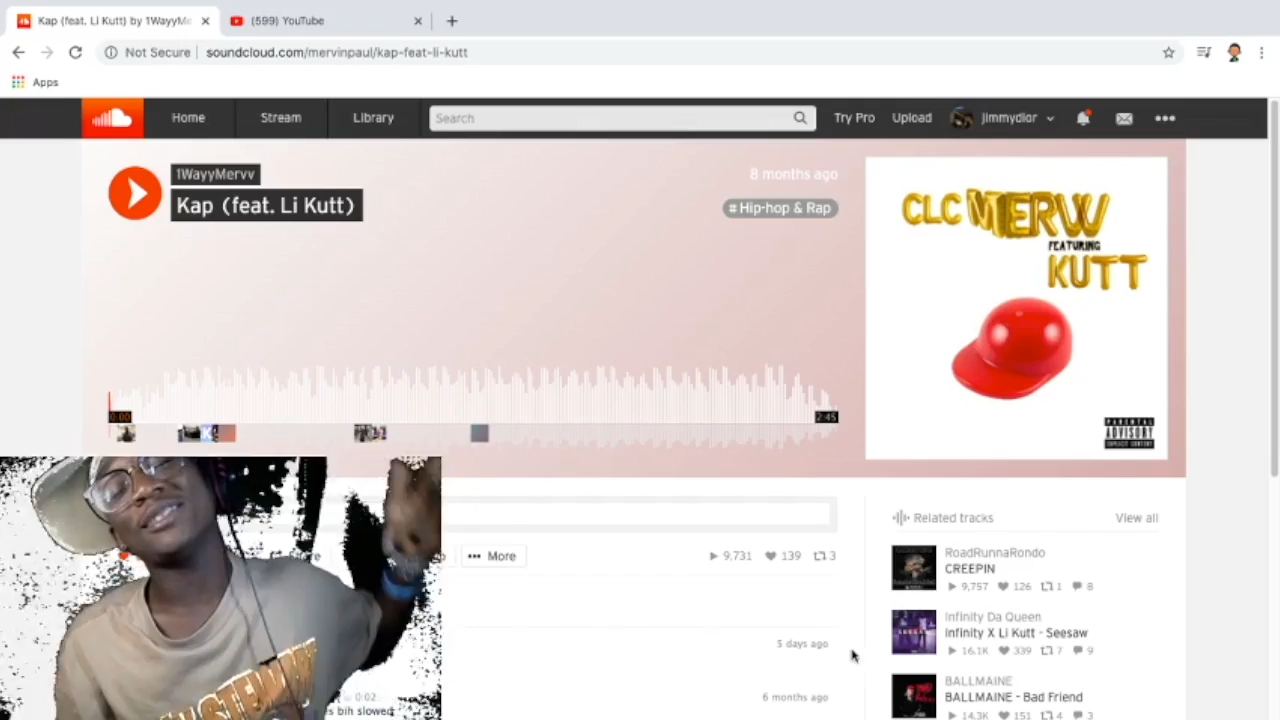 Kap (feat. Li Kutt) by 1WayyMe
(599) YouTube
Not Secure
soundcloud.com/mervinpaul/kap-feat-li-kutt
Apps
Home
Stream
Library
Search
Try Pro
Upload
jimmydior
1WayyMervv
8 months ago
Kap (feat. Li Kutt)
# Hip-hop & Rap
CLC MERW
FEATURING
KUTT
0:00
2:45
K
PARENTAL
ADVISORY
EXPLICIT CONTENT
Related tracks
View all
More
9,731
139
3
RoadRunnaRondo
CREEPIN
9,757
126
1
8
Infinity Da Queen
Infinity X Li Kutt - Seesaw
16.1K
339
7
9
5 days ago
BALLMAINE
BALLMAINE - Bad Friend
14.3K
151
4
3
0:02
6 months ago
s bih slowed